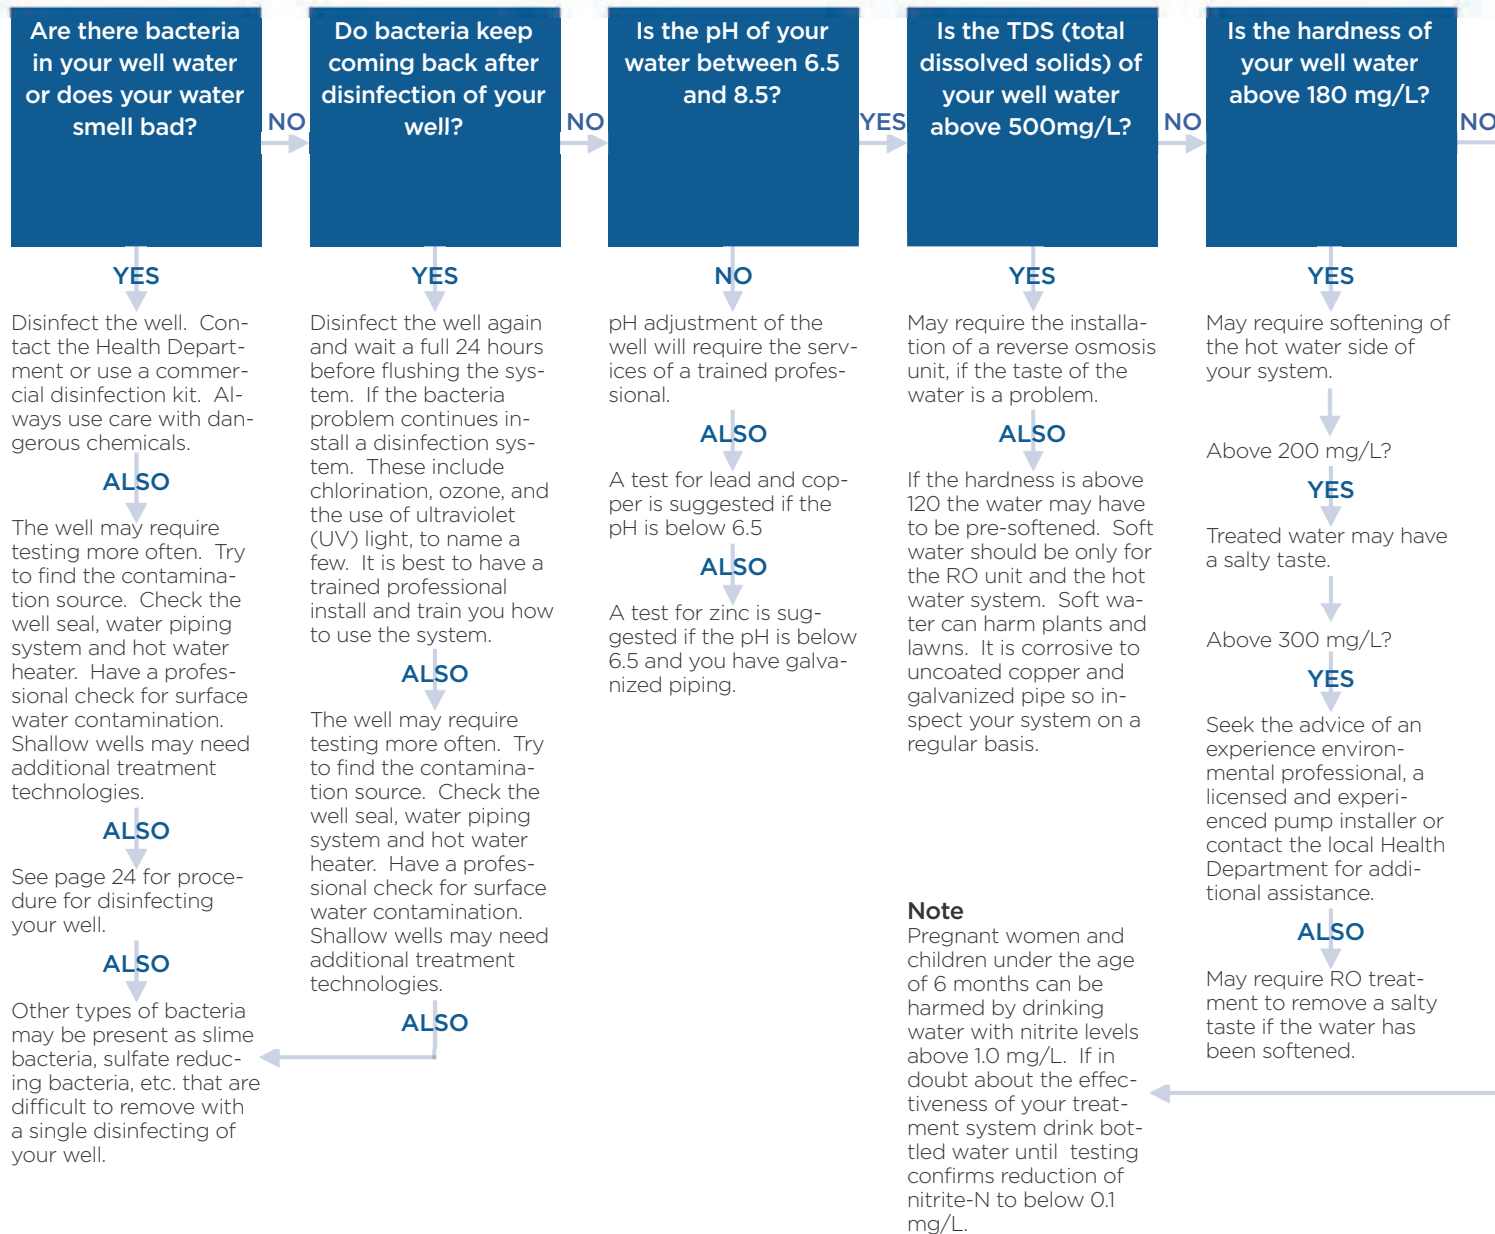 Are there bacteria
in your well water
or does your water
smell bad?
NO
YES
Disinfect the well.  Con-
tact the Health Depart-
ment or use a commer-
cial disinfection kit.  Al-
ways use care with dan-
gerous chemicals.
ALSO
The well may require
testing more often.  Try
to find the contamina-
tion source.  Check the
well seal, water piping
system and hot water
heater.  Have a profes-
sional check for surface
water contamination.
Shallow wells may need
additional treatment
technologies.
ALSO
See page 24 for proce-
dure for disinfecting
your well.
ALSO
Other types of bacteria
may be present as slime
bacteria, sulfate reduc-
ing bacteria, etc. that are
difficult to remove with
a single disinfecting of
your well.
Do bacteria keep
coming back after
disinfection of your
well?
NO
YES
Disinfect the well again
and wait a full 24 hours
before flushing the sys-
tem.  If the bacteria
problem continues in-
stall a disinfection sys-
tem.  These include
chlorination, ozone, and
the use of ultraviolet
(UV) light, to name a
few.  It is best to have a
trained professional
install and train you how
to use the system.
ALSO
The well may require
testing more often.  Try
to find the contamina-
tion source.  Check the
well seal, water piping
system and hot water
heater.  Have a profes-
sional check for surface
water contamination.
Shallow wells may need
additional treatment
technologies.
ALSO
Is the pH of your
water between 6.5
and 8.5?
YES
NO
pH adjustment of the
well will require the serv-
ices of a trained profes-
sional.
ALSO
A test for lead and cop-
per is suggested if the
pH is below 6.5
ALSO
A test for zinc is sug-
gested if the pH is below
6.5 and you have galva-
nized piping.
Is the TDS (total
dissolved solids) of
your well water
above 500mg/L?
NO
YES
May require the installa-
tion of a reverse osmosis
unit, if the taste of the
water is a problem.
ALSO
If the hardness is above
120 the water may have
to be pre-softened.  Soft
water should be only for
the RO unit and the hot
water system.  Soft wa-
ter can harm plants and
lawns.  It is corrosive to
uncoated copper and
galvanized pipe so in-
spect your system on a
regular basis.
Note
Pregnant women and
children under the age
of 6 months can be
harmed by drinking
water with nitrite levels
above 1.0 mg/L.  If in
doubt about the effec-
tiveness of your treat-
ment system drink bot-
tled water until  testing
confirms reduction of
nitrite-N to below 0.1
mg/L.
Is the hardness of
your well water
above 180 mg/L?
NO
YES
May require softening of
the hot water side of
your system.
Above 200 mg/L?
YES
Treated water may have
a salty taste.
Above 300 mg/L?
YES
Seek the advice of an
experience environ-
mental professional, a
licensed and experi-
enced pump installer or
contact the local Health
Department for addi-
tional assistance.
ALSO
May require RO treat-
ment to remove a salty
taste if the water has
been softened.